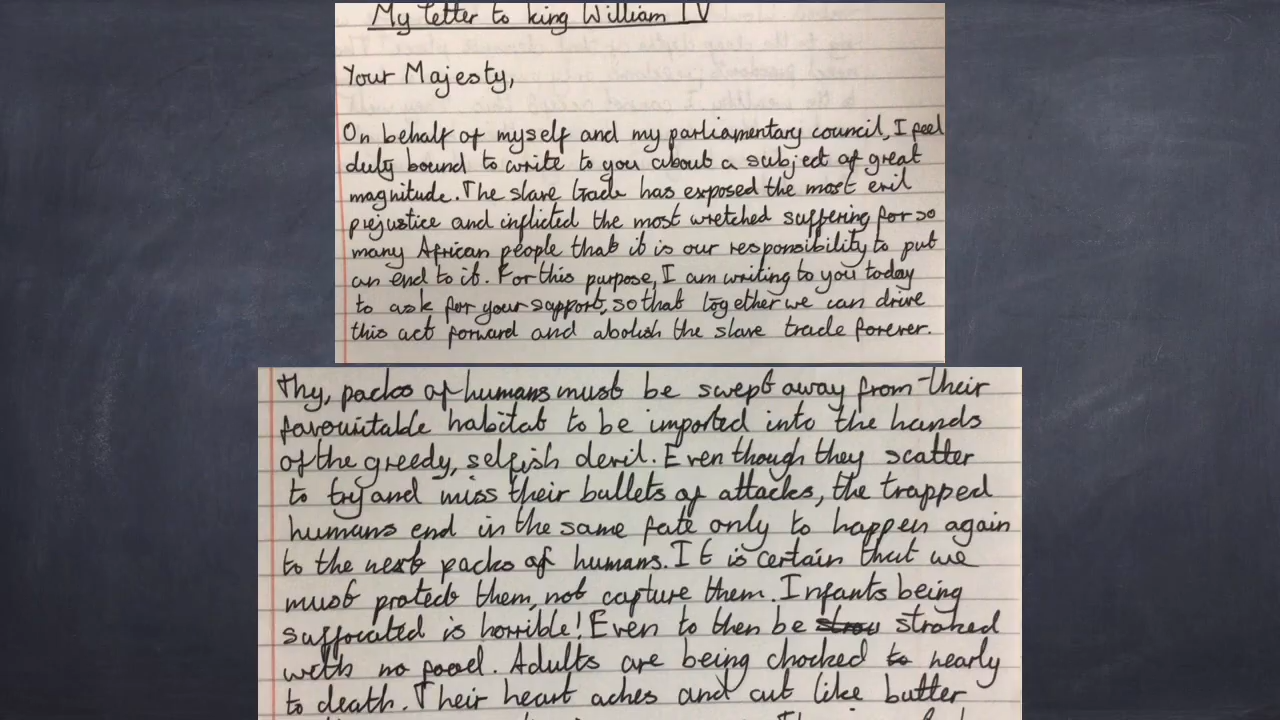 My letter to king William IV
Your Majesty,
On behalf of myself and my parliamentary council, I feel
duty bound to write to you about a subject of great
magnitude. The slave trade has exposed the most evil
prejustice and inflicted the most wretched suffering for so
many African people that it is our responsibility to put
an end to it. For this purpose, I am writing to you today
to ask for your support, so that together we can drive
this act forward and abolish the slave trade forever.
Thy, packs of humans must be swept away from their
favouritable habitat to be imported into the hands
of the greedy, selfish devil. Even though they scatter
to try and miss their bullets of attacks, the trapped
humans end in the same fate only to happen again
to the next packs of humans. It is certain that we
must protect them, not capture them. Infants being
suffocated is horrible! Even to then be straked
with no food. Adults are being chocked nearly
to death. Their heart aches and cut like butter